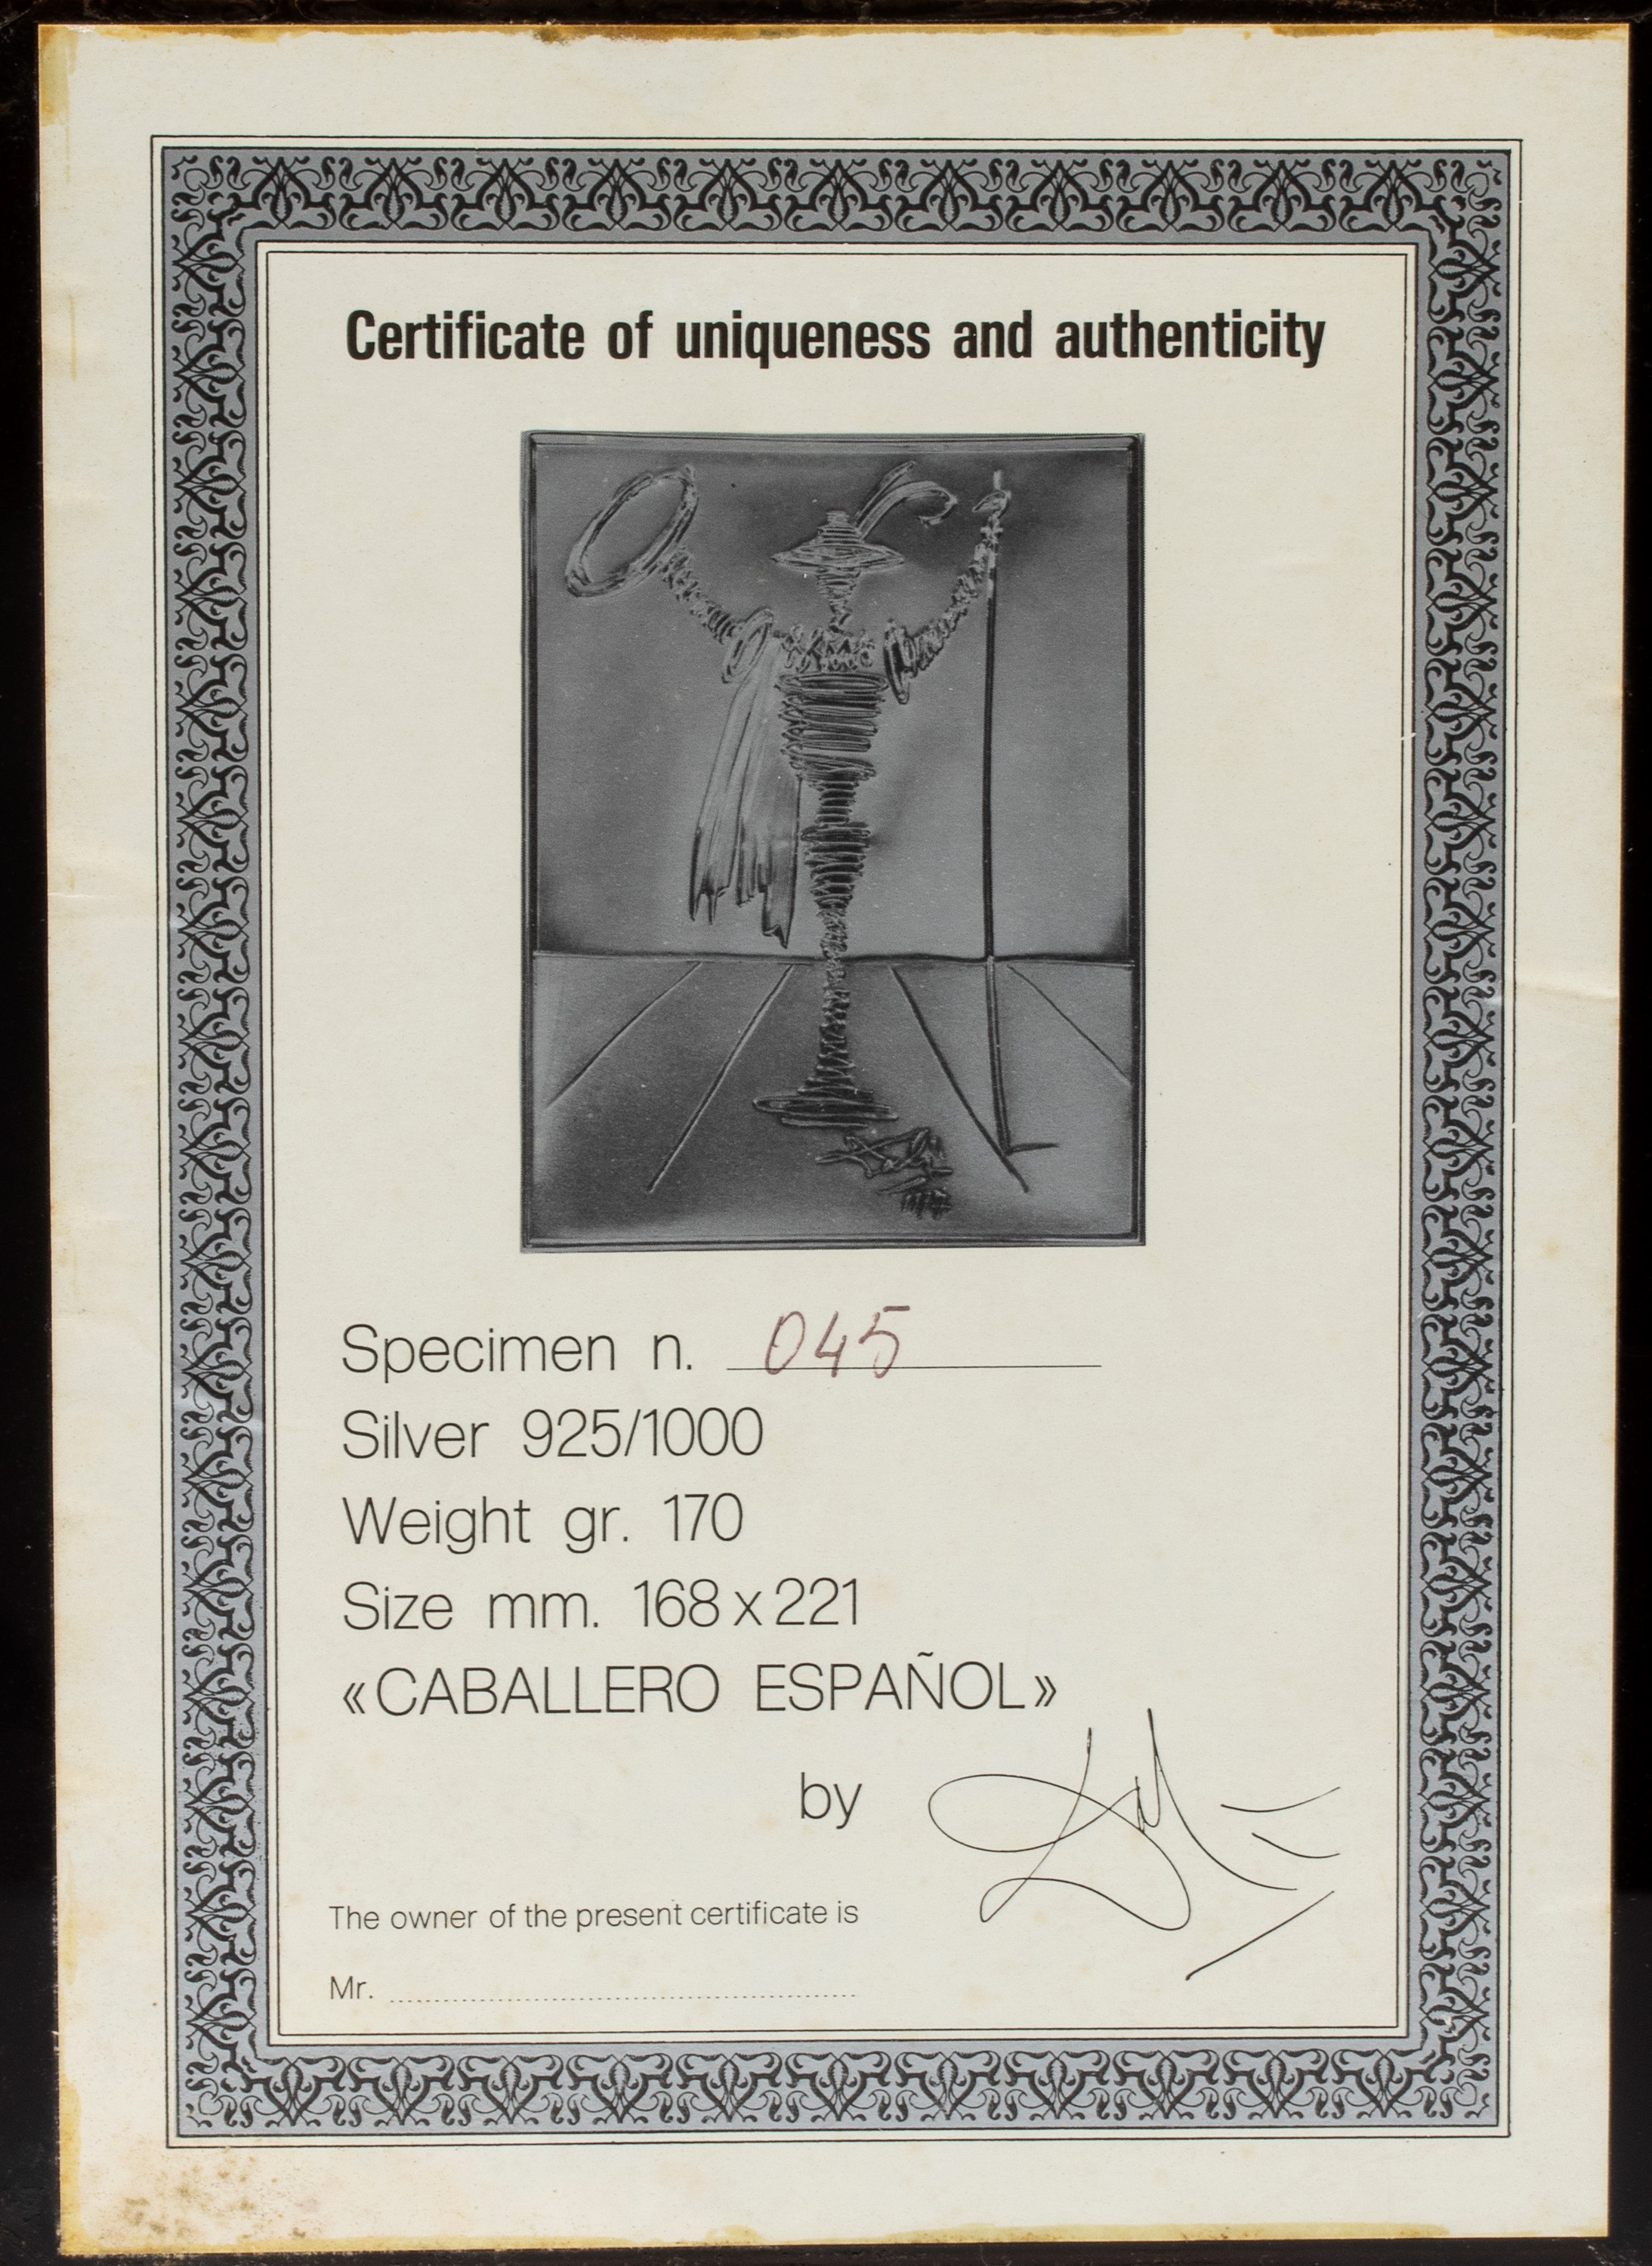 Certificate of uniqueness and authenticity
Specimen n. 045
Silver 925/1000
Weight gr. 170
Size mm. 168 x 221
«CABALLERO ESPAÑOL»
by Dalí
The owner of the present certificate is
Mr. ............................................................